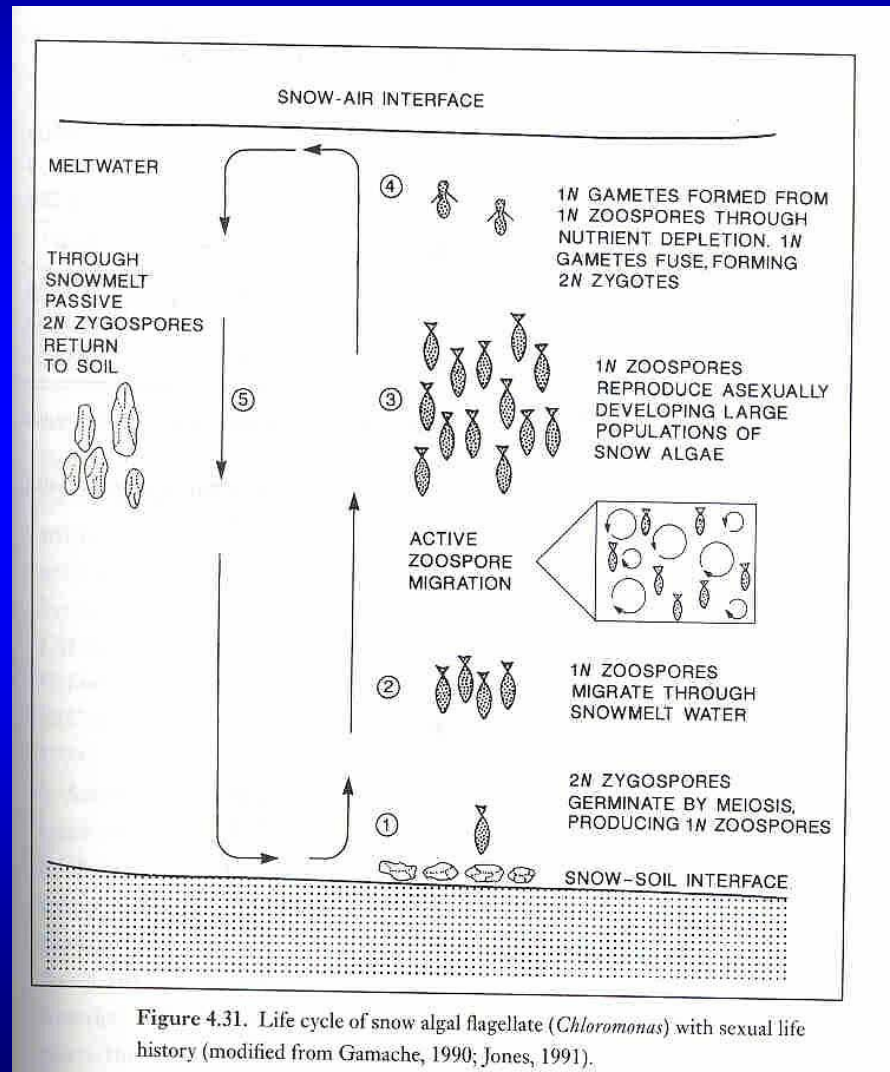 SNOW-AIR INTERFACE
MELTWATER
THROUGH
SNOWMELT
PASSIVE
2N ZYGOSPORES
RETURN
TO SOIL
⑤
④
1N GAMETES FORMED FROM
1N ZOOSPORES THROUGH
NUTRIENT DEPLETION. 1N
GAMETES FUSE, FORMING
2N ZYGOTES
③
1N ZOOSPORES
REPRODUCE ASEXUALLY
DEVELOPING LARGE
POPULATIONS OF
SNOW ALGAE
ACTIVE
ZOOSPORE
MIGRATION
②
1N ZOOSPORES
MIGRATE THROUGH
SNOWMELT WATER
①
2N ZYGOSPORES
GERMINATE BY MEIOSIS,
PRODUCING 1N ZOOSPORES
SNOW-SOIL INTERFACE
Figure 4.31. Life cycle of snow algal flagellate (Chloromonas) with sexual life
history (modified from Gamache, 1990; Jones, 1991).